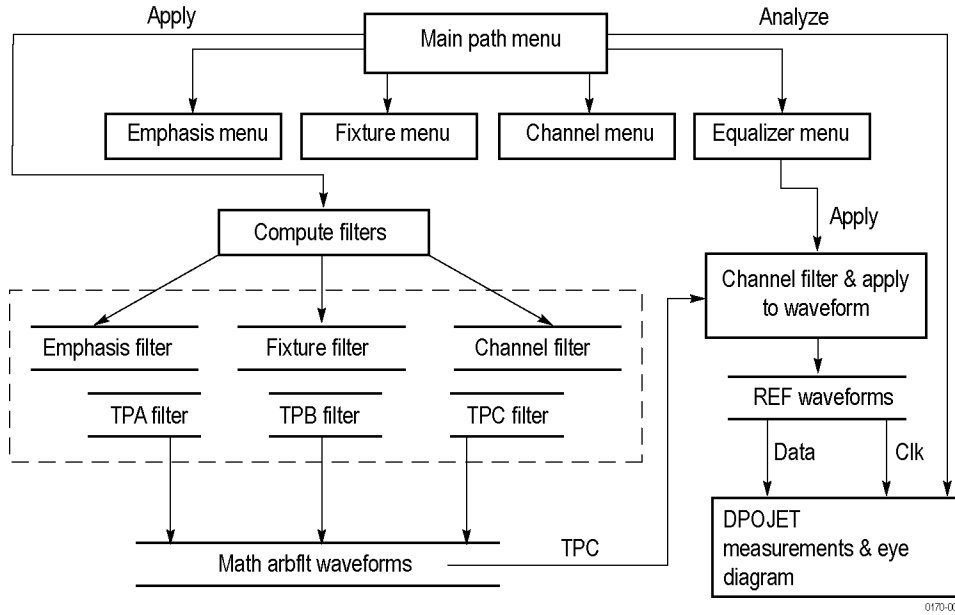 Apply
Main path menu
Analyze
Emphasis menu
Fixture menu
Channel menu
Equalizer menu
Apply
Compute filters
Channel filter & apply
to waveform
Emphasis filter
Fixture filter
Channel filter
REF waveforms
TPA filter
TPB filter
TPC filter
Data
Clk
DPOJET
measurements & eye
diagram
Math arbflt waveforms
TPC